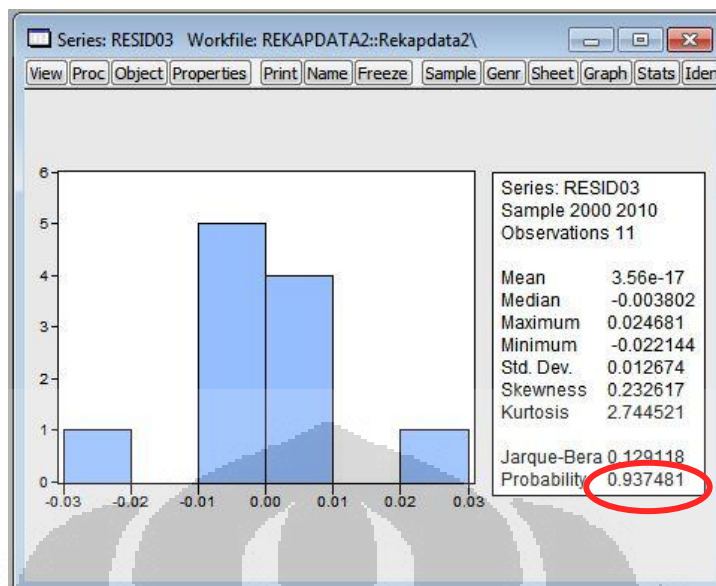 Series: RESID03 Workfile: REKAPDATA2::Rekapdata2\
View Proc Object Properties Print Name Freeze Sample Genr Sheet Graph Stats Iden
6
5
4
3
2
1
0
-0.03 -0.02 -0.01 0.00 0.01 0.02 0.03
Series: RESID03
Sample 2000 2010
Observations 11
Mean 3.56e-17
Median -0.003802
Maximum 0.024681
Minimum -0.022144
Std. Dev. 0.012674
Skewness 0.232617
Kurtosis 2.744521
Jarque-Bera 0.129118
Probability 0.937481